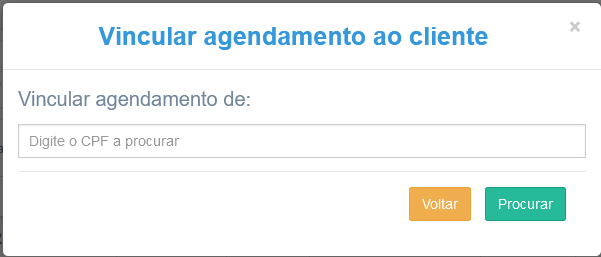 Vincular agendamento ao cliente
×
Vincular agendamento de:
Digite o CPF a procurar
Voltar
Procurar